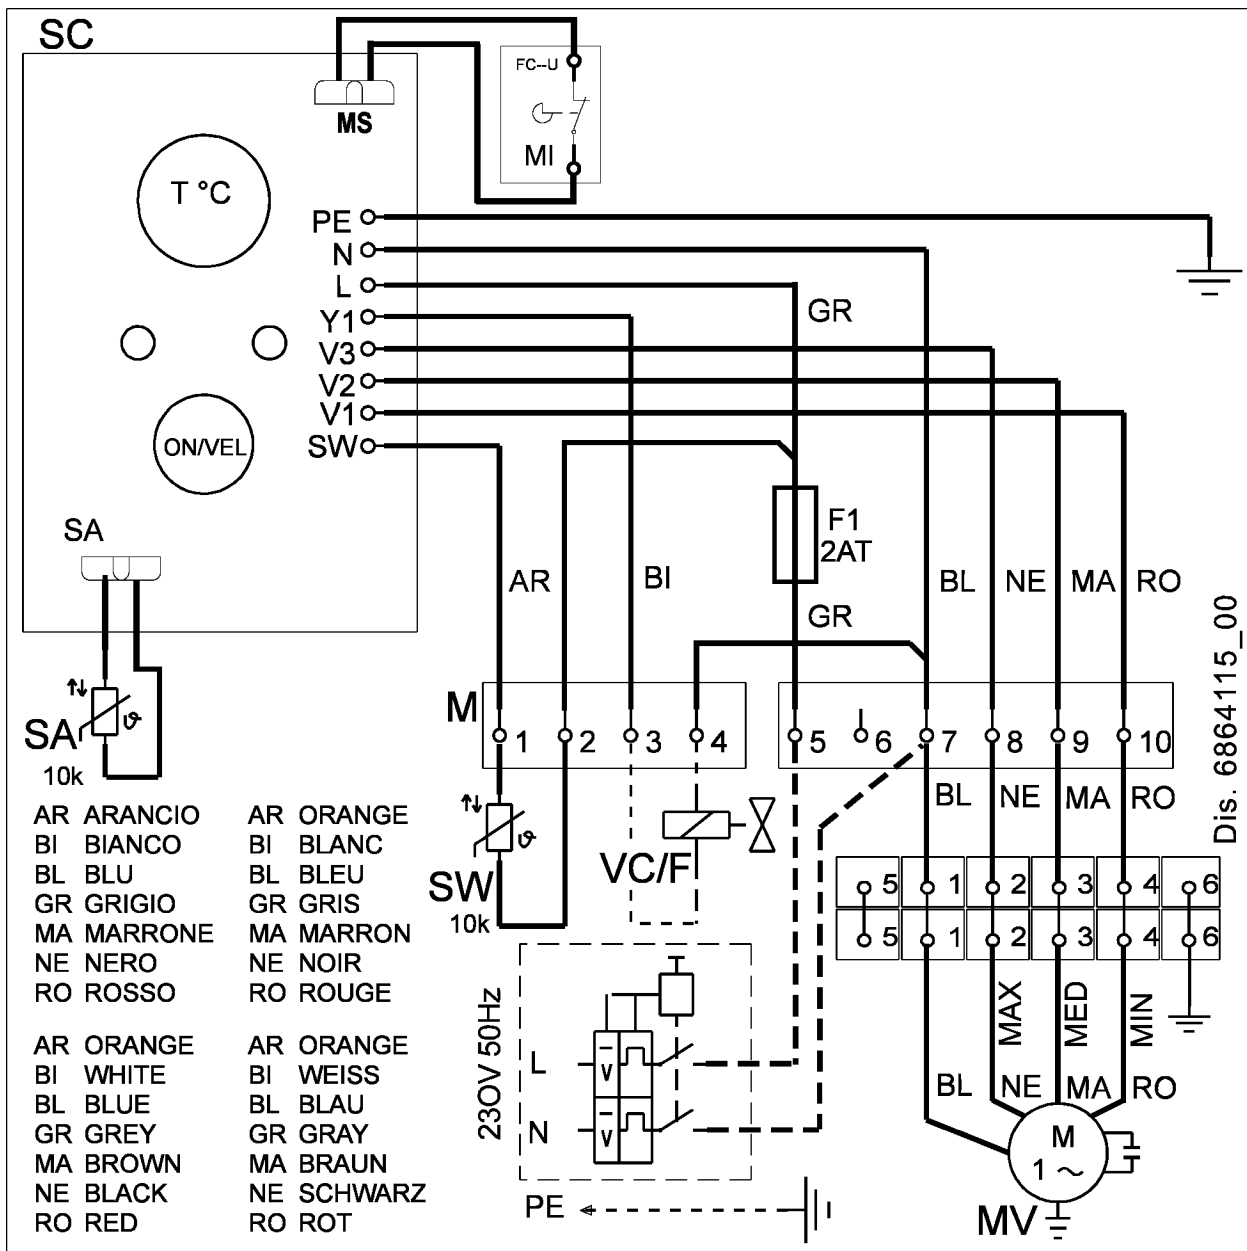 SC
MS
FC--U
MI
T °C
PE
N
L
Y1
V3
V2
V1
SW
ON/VEL
SA
GR
F1
2AT
AR
BI
GR
BL
NE
MA
RO
M
1
2
3
4
5
6
7
8
9
10
Dis. 6864115_00
SA
10k
ϑ
SW
10k
ϑ
VC/F
BL
NE
MA
RO
5
1
2
3
4
6
5
1
2
3
4
6
MAX
MED
MIN
BL
NE
MA
RO
M
1 ~
MV
230V 50Hz
L
N
V
V
PE
AR ARANCIO
BI BIANCO
BL BLU
GR GRIGIO
MA MARRONE
NE NERO
RO ROSSO
AR ORANGE
BI BLANC
BL BLEU
GR GRIS
MA MARRON
NE NOIR
RO ROUGE
AR ORANGE
BI WHITE
BL BLUE
GR GREY
MA BROWN
NE BLACK
RO RED
AR ORANGE
BI WEISS
BL BLAU
GR GRAY
MA BRAUN
NE SCHWARZ
RO ROT